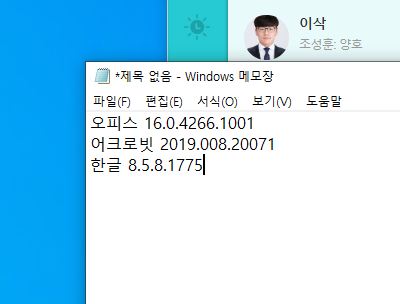 이삭
조성훈: 양호
*제목 없음 - Windows 메모장
파일(F) 편집(E) 서식(O) 보기(V) 도움말
오피스 16.0.4266.1001
어크로벳 2019.008.20071
한글 8.5.8.1775